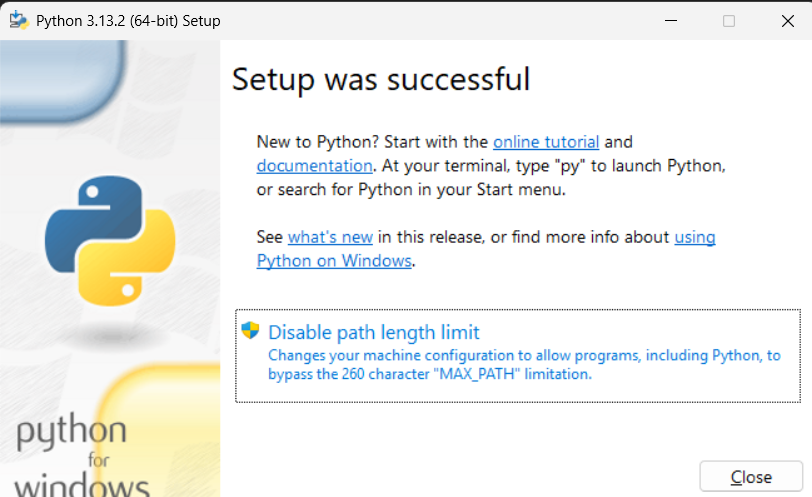 Python 3.13.2 (64-bit) Setup
Setup was successful
New to Python? Start with the online tutorial and
documentation. At your terminal, type "py" to launch Python,
or search for Python in your Start menu.
See what's new in this release, or find more info about using
Python on Windows.
Disable path length limit
Changes your machine configuration to allow programs, including Python, to
bypass the 260 character "MAX_PATH" limitation.
python
for
windows
Close